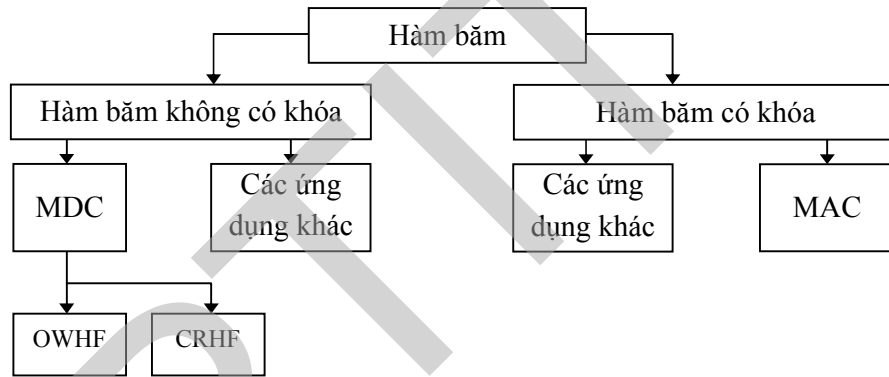 Hàm băm
Hàm băm không có khóa
Hàm băm có khóa
MDC
Các ứng
dụng khác
Các ứng
dụng khác
MAC
OWHF
CRHF
PTIT